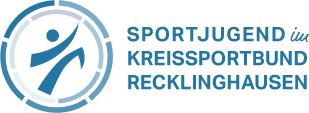 SPORTJUGEND im
KREISSPORTBUND
RECKLINGHAUSEN